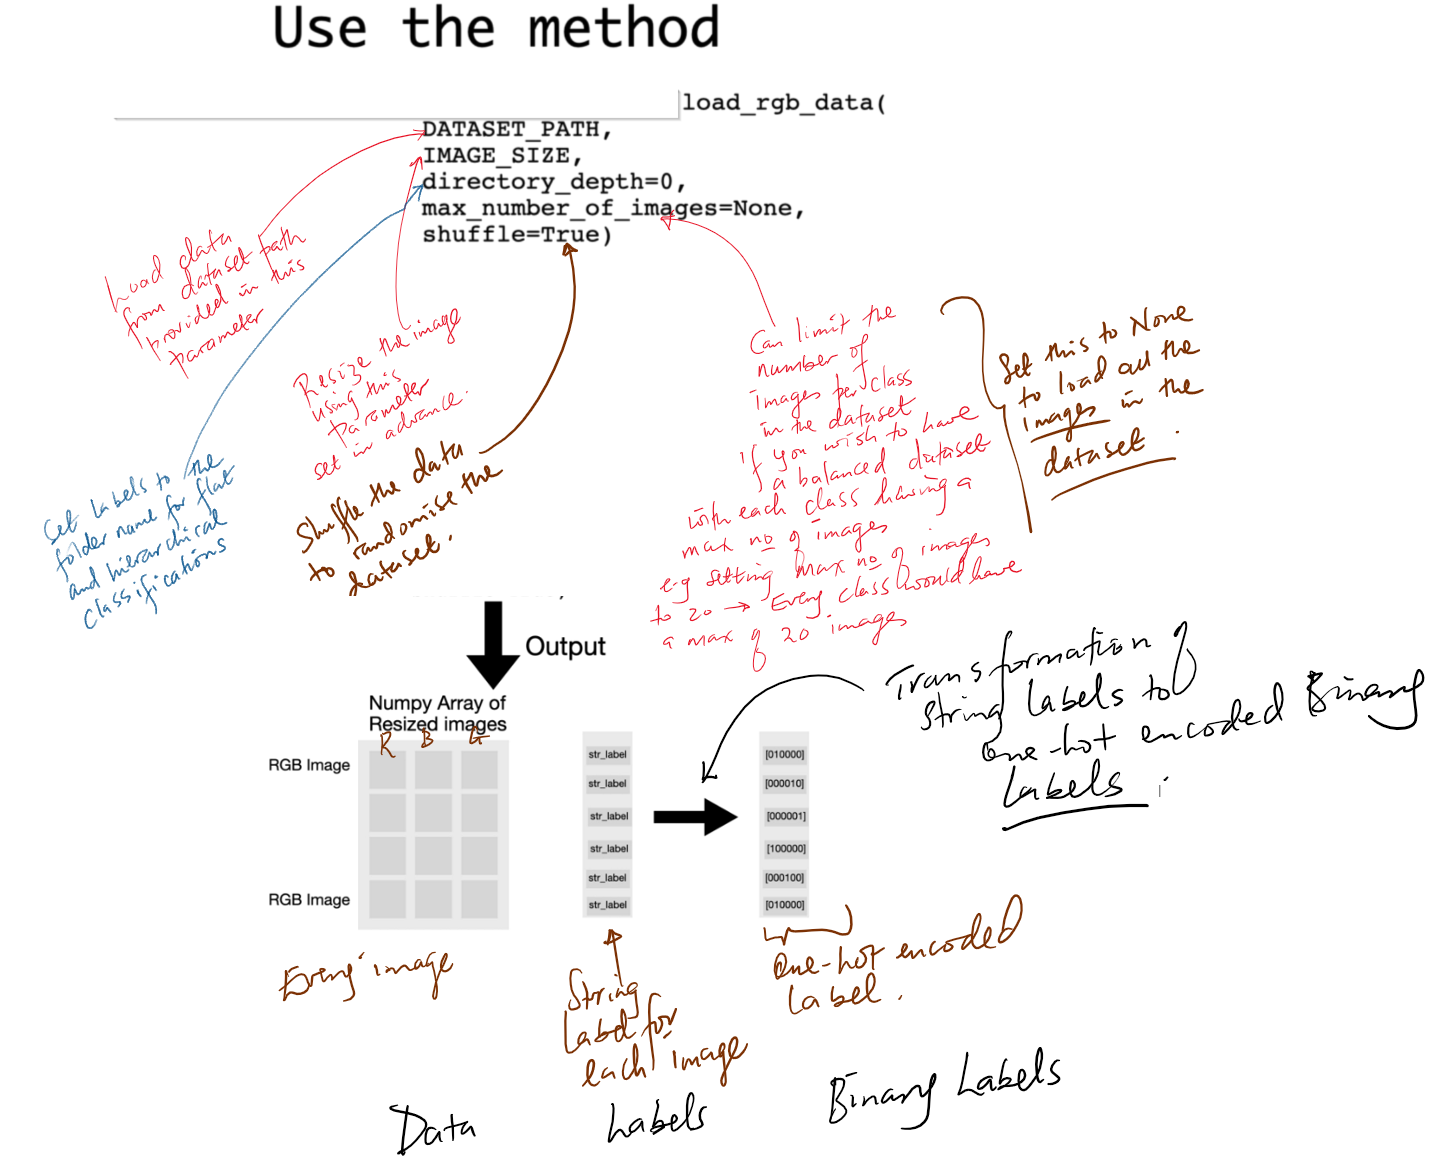 Use the method
load_rgb_data(
DATASET_PATH,
IMAGE_SIZE,
directory_depth=0,
max_number_of_images=None,
shuffle=True)
Load data
from dataset path
provided in this
parameter
Resize the image
using this
parameter
set in advance.
Set Labels to the
folder name for flat
and hierarchical
classifications
Shuffle the data
to randomise the
dataset.
Can limit the
number of
images per class
in the dataset
if you wish to have
a balanced dataset
with each class having a
max no of images
e.g setting max no of images
to 20 → Every class would have
a max of 20 images
Set this to None
to load all the
images in the
dataset.
Output
Numpy Array of
Resized images
R B G
RGB Image
RGB Image
Every image
str_label
str_label
str_label
str_label
str_label
str_label
String
Label for
each image
Transformation of
String Labels to
One-hot encoded Binary
Labels.
[010000]
[000010]
[000001]
[100000]
[000100]
[010000]
One-hot encoded
Label.
Data
Labels
Binary Labels